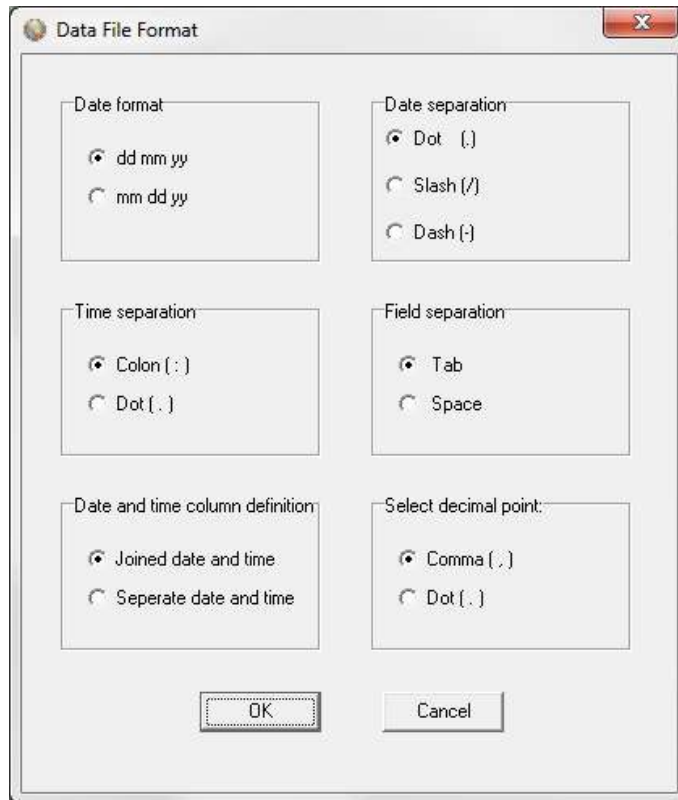 Data File Format
Date format
dd mm yy
mm dd yy
Date separation
Dot (.)
Slash (/)
Dash (-)
Time separation
Colon ( : )
Dot ( . )
Field separation
Tab
Space
Date and time column definition
Joined date and time
Seperate date and time
Select decimal point:
Comma ( , )
Dot ( . )
OK
Cancel